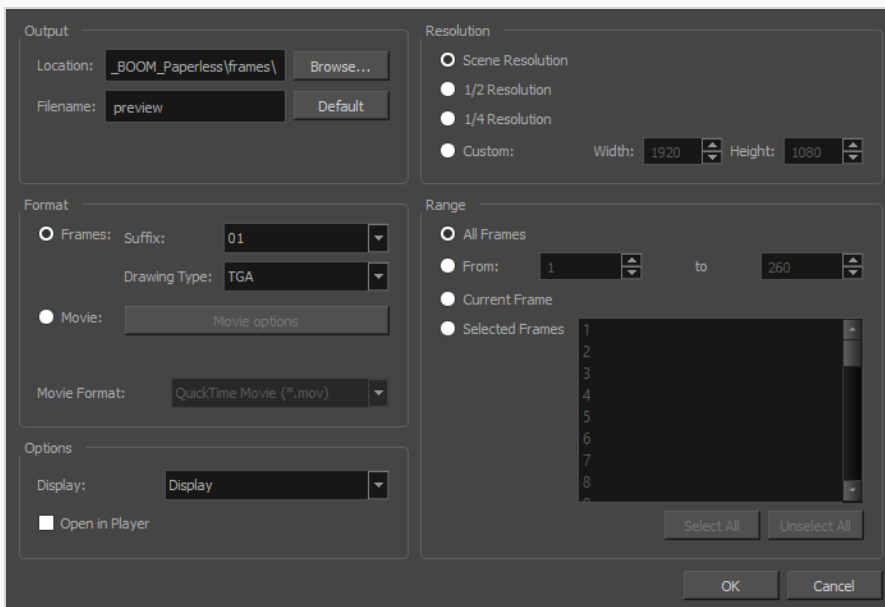 Output
Location: _BOOM_Paperless\frames\ Browse...
Filename: preview Default
Resolution
Scene Resolution
1/2 Resolution
1/4 Resolution
Custom: Width: 1920 Height: 1080
Format
Frames: Suffix: 01
Drawing Type: TGA
Movie: Movie options
Movie Format: QuickTime Movie (*.mov)
Range
All Frames
From: 1 to 260
Current Frame
Selected Frames 1
2
3
4
5
6
7
8
Select All Unselect All
Options
Display: Display
Open in Player
OK Cancel